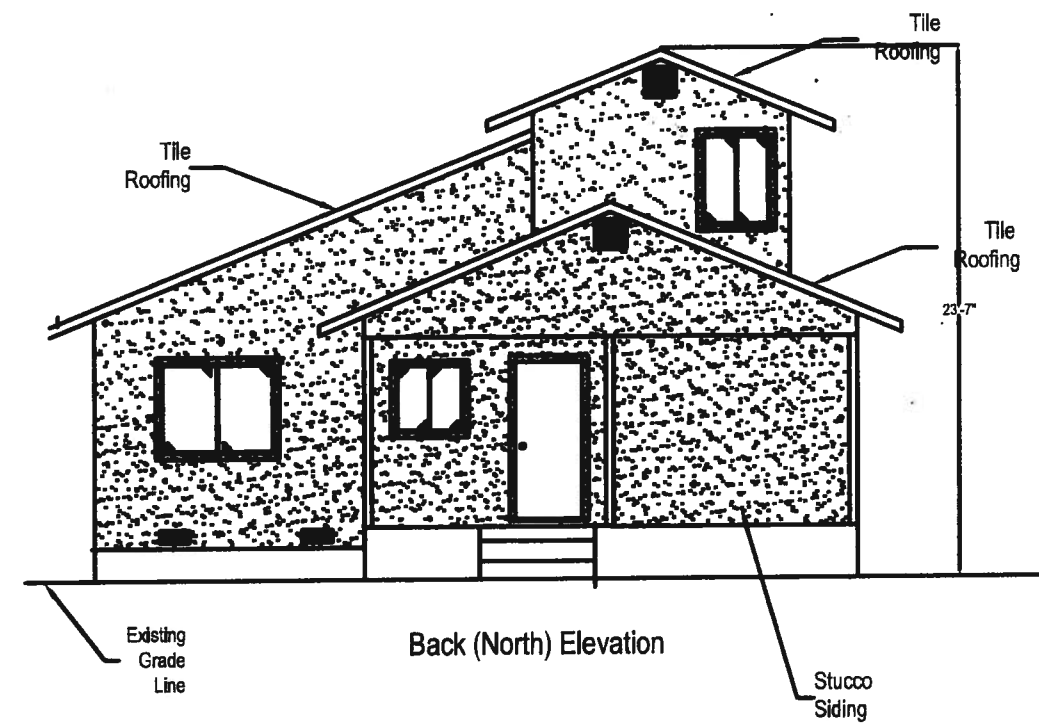 Tile
Roofing
Tile
Roofing
Tile
Roofing
23'-7"
Existing
Grade
Line
Back (North) Elevation
Stucco
Siding